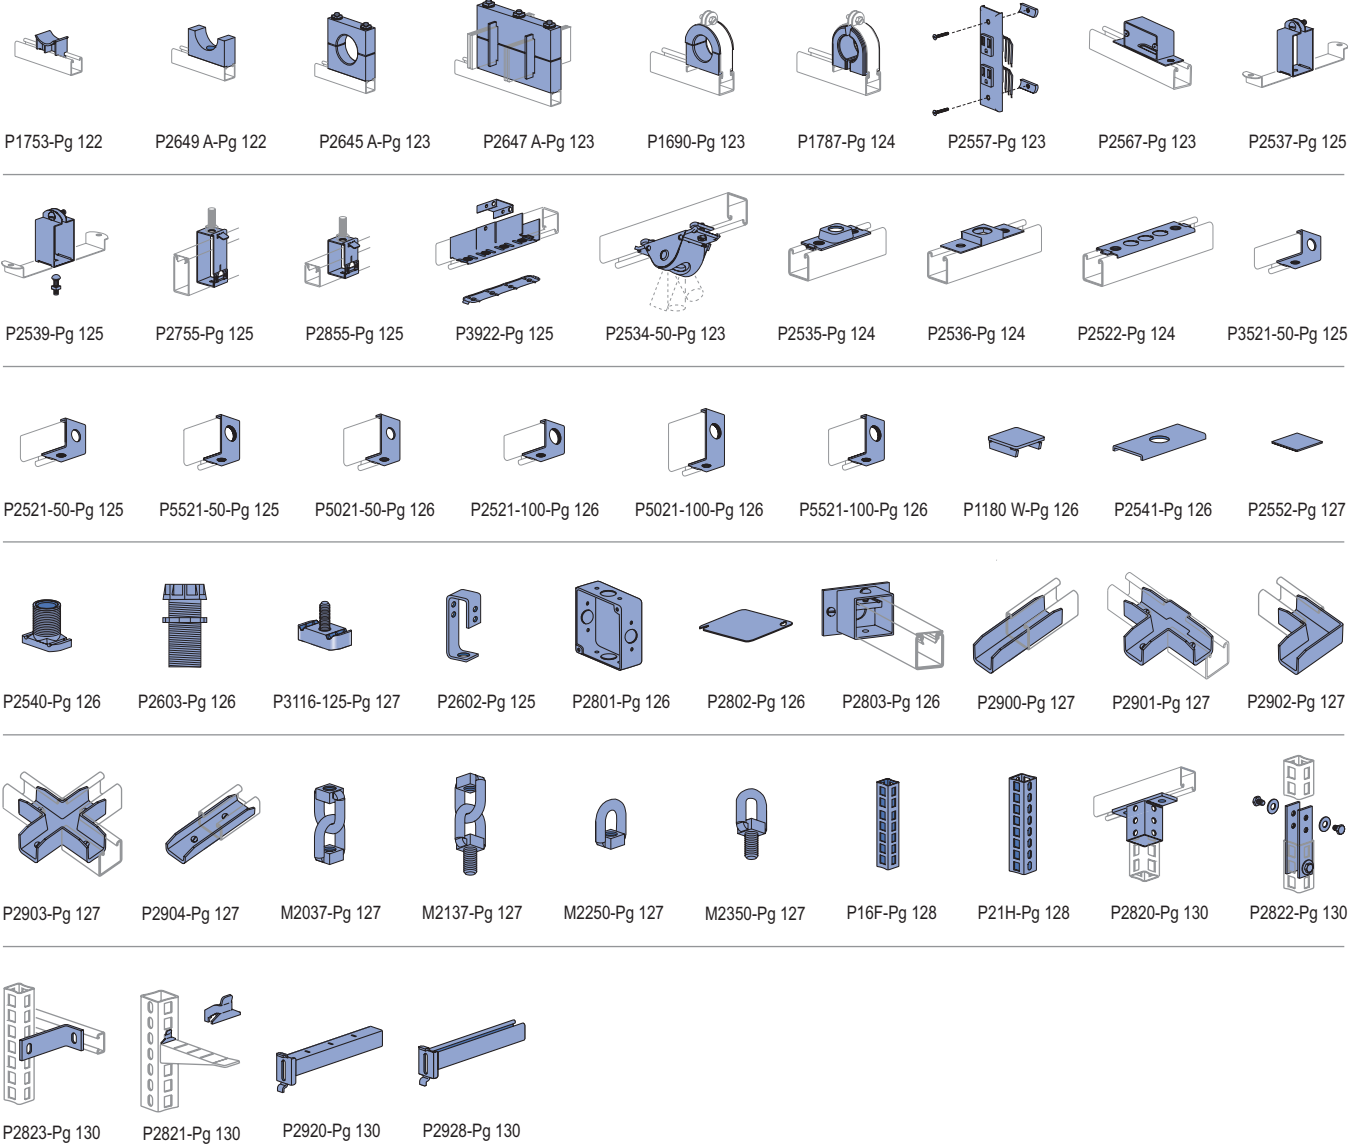 P1753-Pg 122 P2649 A-Pg 122 P2645 A-Pg 123 P2647 A-Pg 123 P1690-Pg 123 P1787-Pg 124 P2557-Pg 123 P2567-Pg 123 P2537-Pg 125
P2539-Pg 125 P2755-Pg 125 P2855-Pg 125 P3922-Pg 125 P2534-50-Pg 123 P2535-Pg 124 P2536-Pg 124 P2522-Pg 124 P3521-50-Pg 125
P2521-50-Pg 125 P5521-50-Pg 125 P5021-50-Pg 126 P2521-100-Pg 126 P5021-100-Pg 126 P5521-100-Pg 126 P1180 W-Pg 126 P2541-Pg 126 P2552-Pg 127
P2540-Pg 126 P2603-Pg 126 P3116-125-Pg 127 P2602-Pg 125 P2801-Pg 126 P2802-Pg 126 P2803-Pg 126 P2900-Pg 127 P2901-Pg 127 P2902-Pg 127
P2903-Pg 127 P2904-Pg 127 M2037-Pg 127 M2137-Pg 127 M2250-Pg 127 M2350-Pg 127 P16F-Pg 128 P21H-Pg 128 P2820-Pg 130 P2822-Pg 130
P2823-Pg 130 P2821-Pg 130 P2920-Pg 130 P2928-Pg 130